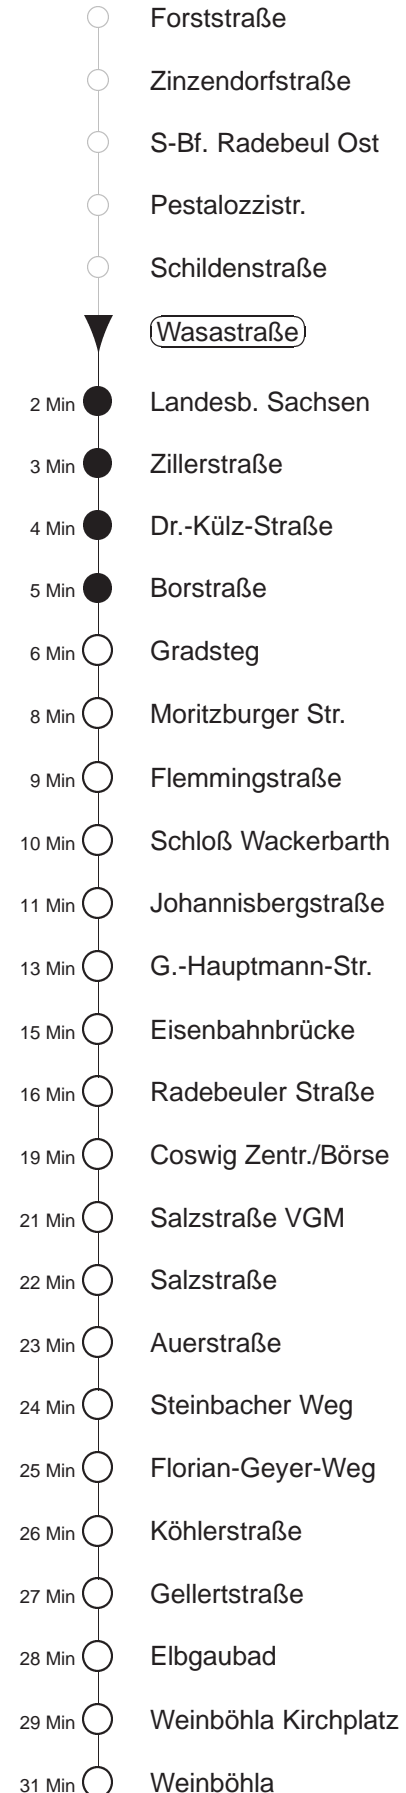 Forststraße
Zinzendorfstraße
S-Bf. Radebeul Ost
Pestalozzistr.
Schildenstraße
Wasastraße
2 Min Landesb. Sachsen
3 Min Zillerstraße
4 Min Dr.-Külz-Straße
5 Min Borstraße
6 Min Gradsteg
8 Min Moritzburger Str.
9 Min Flemmingstraße
10 Min Schloß Wackerbarth
11 Min Johannisbergstraße
13 Min G.-Hauptmann-Str.
15 Min Eisenbahnbrücke
16 Min Radebeuler Straße
19 Min Coswig Zentr./Börse
21 Min Salzstraße VGM
22 Min Salzstraße
23 Min Auerstraße
24 Min Steinbacher Weg
25 Min Florian-Geyer-Weg
26 Min Köhlerstraße
27 Min Gellertstraße
28 Min Elbgaubad
29 Min Weinböhla Kirchplatz
31 Min Weinböhla